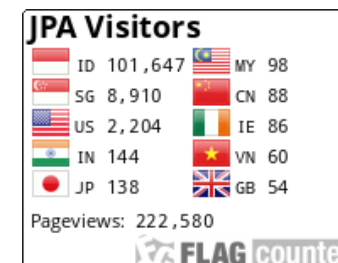 JPA Visitors
ID 101,647 MY 98
SG 8,910 CN 88
US 2,204 IE 86
IN 144 VN 60
JP 138 GB 54
Pageviews: 222,580
FLAG counte